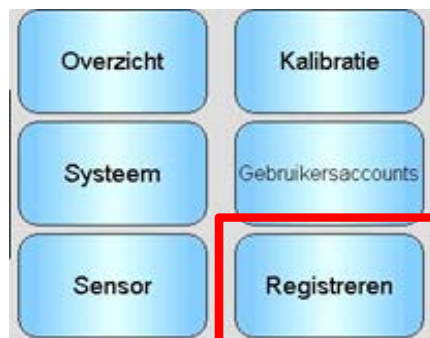 Overzicht
Kalibratie
Systeem
Gebruikersaccounts
Sensor
Registreren